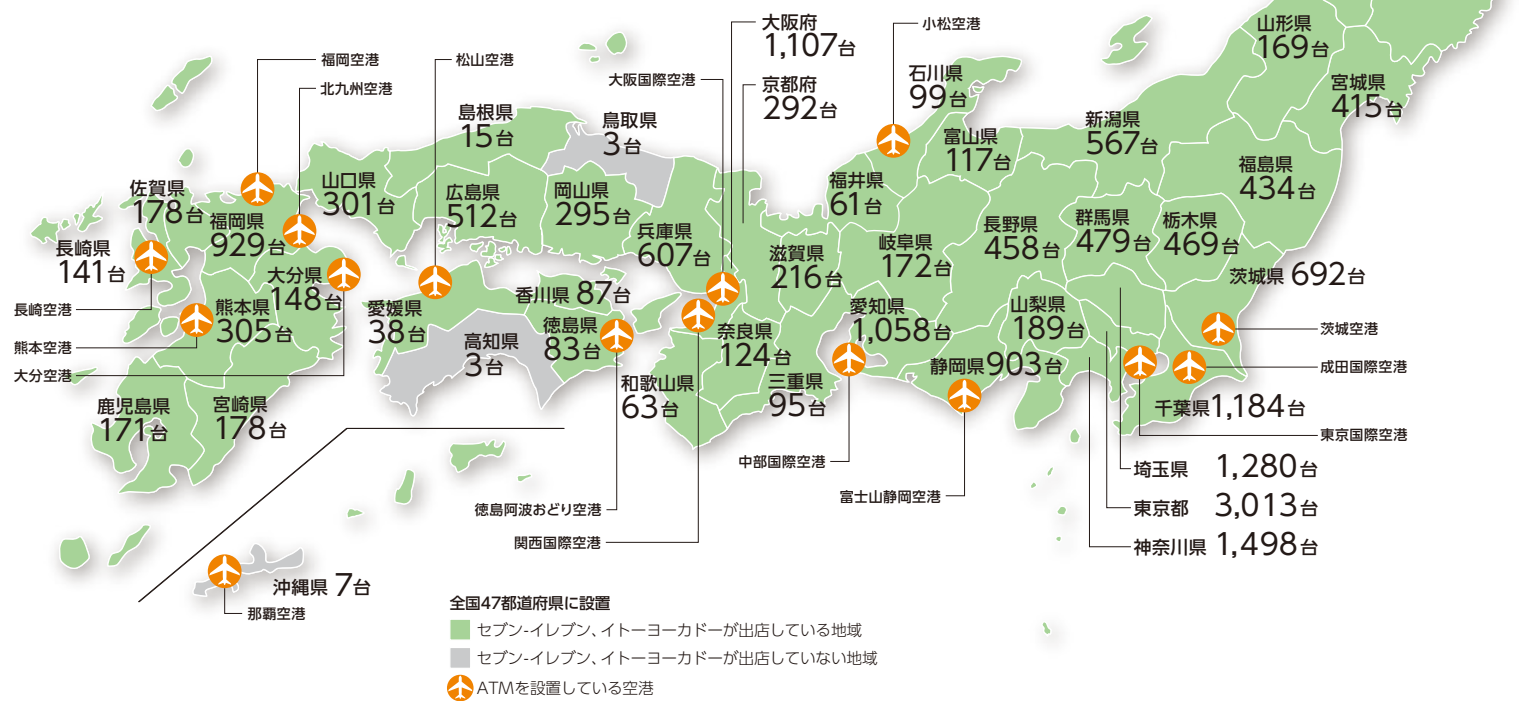 大阪府
1,107台
小松空港
山形県
169台
福岡空港
松山空港
大阪国際空港
京都府
292台
石川県
99台
宮城県
415台
北九州空港
島根県
15台
鳥取県
3台
新潟県
567台
富山県
117台
福島県
434台
佐賀県
178台
山口県
301台
広島県
512台
岡山県
295台
福井県
61台
福岡県
929台
兵庫県
607台
滋賀県
216台
岐阜県
172台
長野県
458台
群馬県
479台
栃木県
469台
長崎県
141台
大分県
148台
茨城県 692台
長崎空港
熊本県
305台
愛媛県
38台
香川県 87台
徳島県
83台
高知県
3台
奈良県
124台
愛知県
1,058台
山梨県
189台
茨城空港
熊本空港
大分空港
静岡県903台
成田国際空港
和歌山県
63台
三重県
95台
千葉県1,184台
鹿児島県
171台
宮崎県
178台
東京国際空港
中部国際空港
埼玉県 1,280台
富士山静岡空港
徳島阿波おどり空港
東京都 3,013台
関西国際空港
神奈川県 1,498台
沖縄県 7台
那覇空港
全国47都道府県に設置
セブン-イレブン、イトーヨーカドーが出店している地域
セブン-イレブン、イトーヨーカドーが出店していない地域
ATMを設置している空港